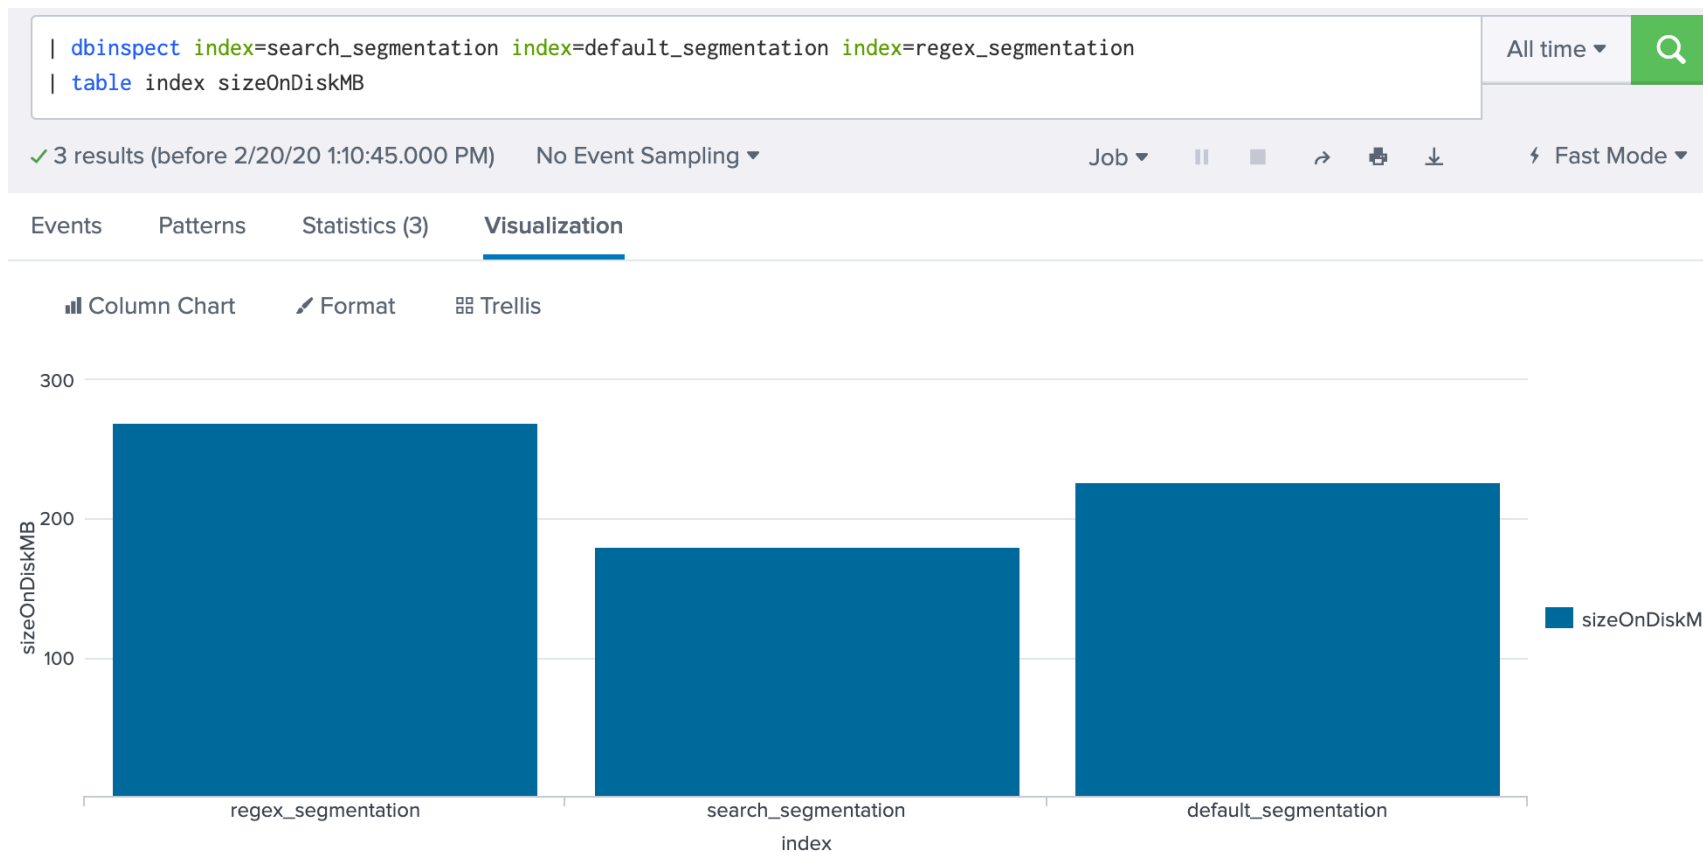 | dbinspect index=search_segmentation index=default_segmentation index=regex_segmentation
| table index sizeOnDiskMB
All time
3 results (before 2/20/20 1:10:45.000 PM)
No Event Sampling
Job
Fast Mode
Events
Patterns
Statistics (3)
Visualization
Column Chart
Format
Trellis
300
200
100
sizeOnDiskMB
regex_segmentation
search_segmentation
default_segmentation
index
sizeOnDiskM